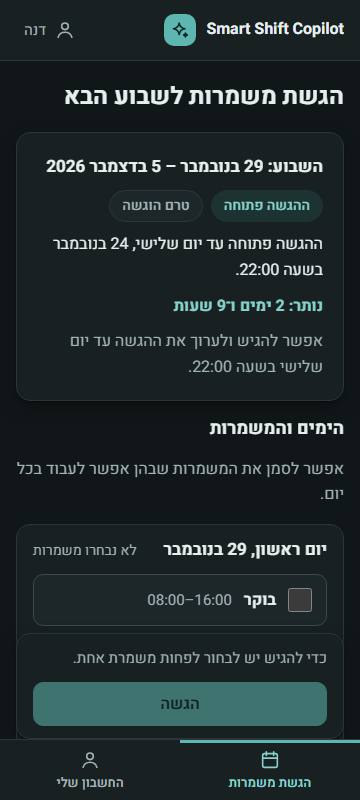 Smart Shift Copilot
דנה
הגשת משמרות לשבוע הבא
השבוע: 29 בנובמבר – 5 בדצמבר 2026
ההגשה פתוחה
טרם הוגשה
ההגשה פתוחה עד יום שלישי, 24 בנובמבר
בשעה 22:00.
נותר: 2 ימים ו־9 שעות
אפשר להגיש ולערוך את ההגשה עד יום
שלישי בשעה 22:00.
הימים והמשמרות
אפשר לסמן את המשמרות שבהן אפשר לעבוד בכל
יום.
יום ראשון, 29 בנובמבר
לא נבחרו משמרות
בוקר 08:00–16:00
כדי להגיש יש לבחור לפחות משמרת אחת.
הגשה
הגשת משמרות
החשבון שלי